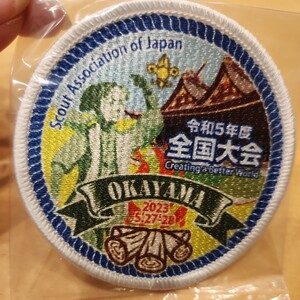 Scout Association of Japan
令和5年度
全国大会
Creating a Better World
OKAYAMA
2023
5.27-28